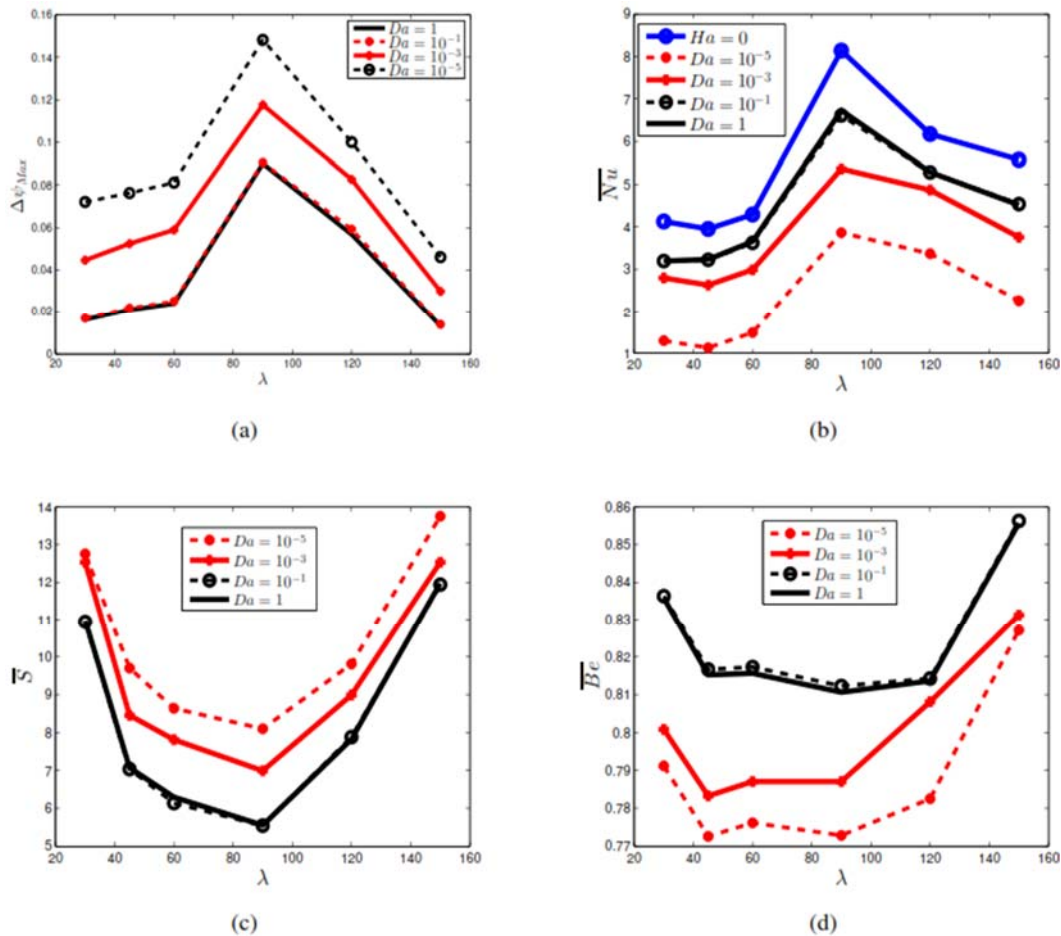 0.16
0.14
0.12
0.1
0.08
0.06
0.04
0.02
0
20 40 60 80 100 120 140 160
Δψ_Max
λ
Da = 1
Da = 10⁻¹
Da = 10⁻³
Da = 10⁻⁵
(a)
9
8
7
6
5
4
3
2
1
20 40 60 80 100 120 140 160
N̅u̅
λ
Ha = 0
Da = 10⁻⁵
Da = 10⁻³
Da = 10⁻¹
Da = 1
(b)
14
13
12
11
10
9
8
7
6
5
20 40 60 80 100 120 140 160
S̅
λ
Da = 10⁻⁵
Da = 10⁻³
Da = 10⁻¹
Da = 1
(c)
0.86
0.85
0.84
0.83
0.82
0.81
0.8
0.79
0.78
0.77
20 40 60 80 100 120 140 160
B̅e̅
λ
Da = 10⁻⁵
Da = 10⁻³
Da = 10⁻¹
Da = 1
(d)